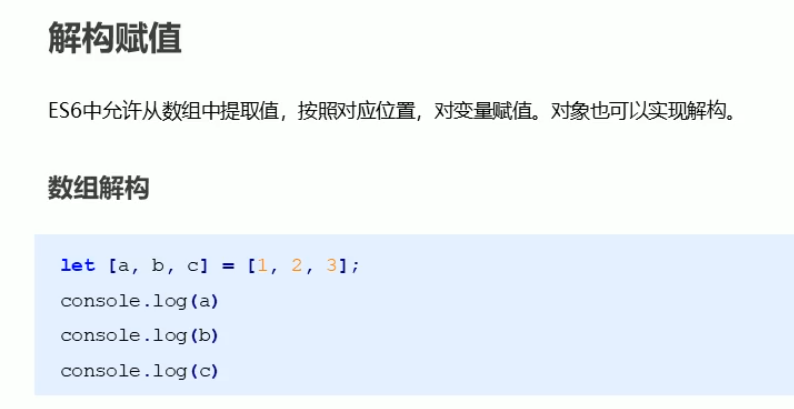 解构赋值
ES6中允许从数组中提取值，按照对应位置，对变量赋值。对象也可以实现解构。
数组解构
let [a, b, c] = [1, 2, 3];
console.log(a)
console.log(b)
console.log(c)